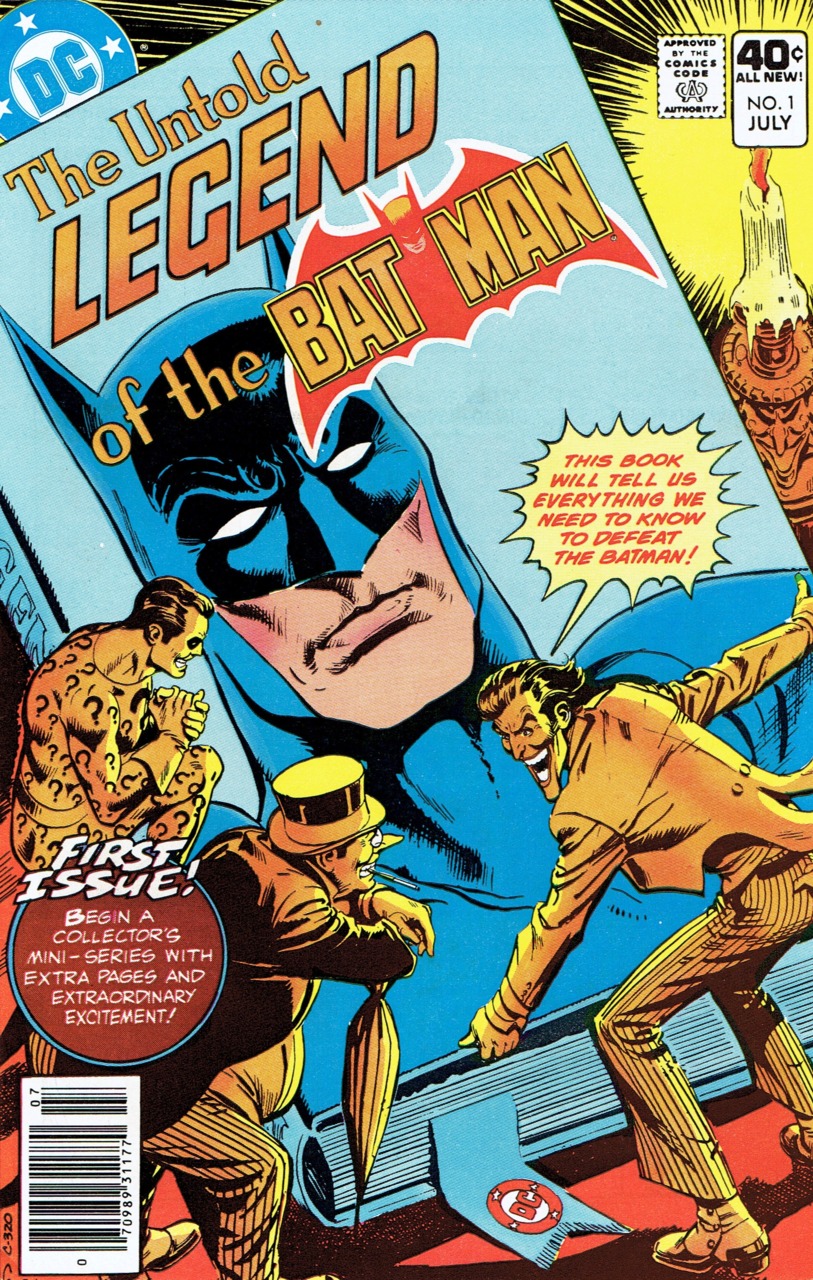 DC
The Untold
LEGEND
of the BATMAN
APPROVED
BY THE
COMICS
CODE
CA
AUTHORITY
40¢
ALL NEW!
NO. 1
JULY
THIS BOOK
WILL TELL US
EVERYTHING WE
NEED TO KNOW
TO DEFEAT
THE BATMAN!
FIRST
ISSUE!
BEGIN A
COLLECTOR'S
MINI-SERIES WITH
EXTRA PAGES AND
EXTRAORDINARY
EXCITEMENT!
07
70989 31177
0
DC
C-320